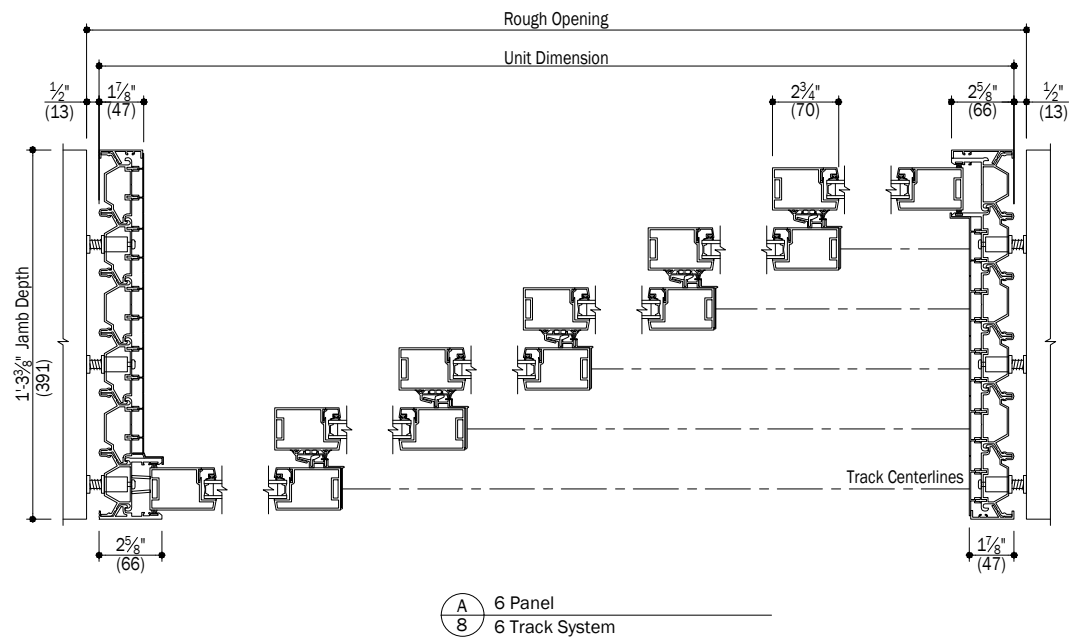 Rough Opening
Unit Dimension
½" 1⅞" 2¾" 2⅝" ½"
(13) (47) (70) (66) (13)
1'-3⅜" Jamb Depth
(391)
Track Centerlines
2⅝" 1⅞"
(66) (47)
A 6 Panel
8 6 Track System